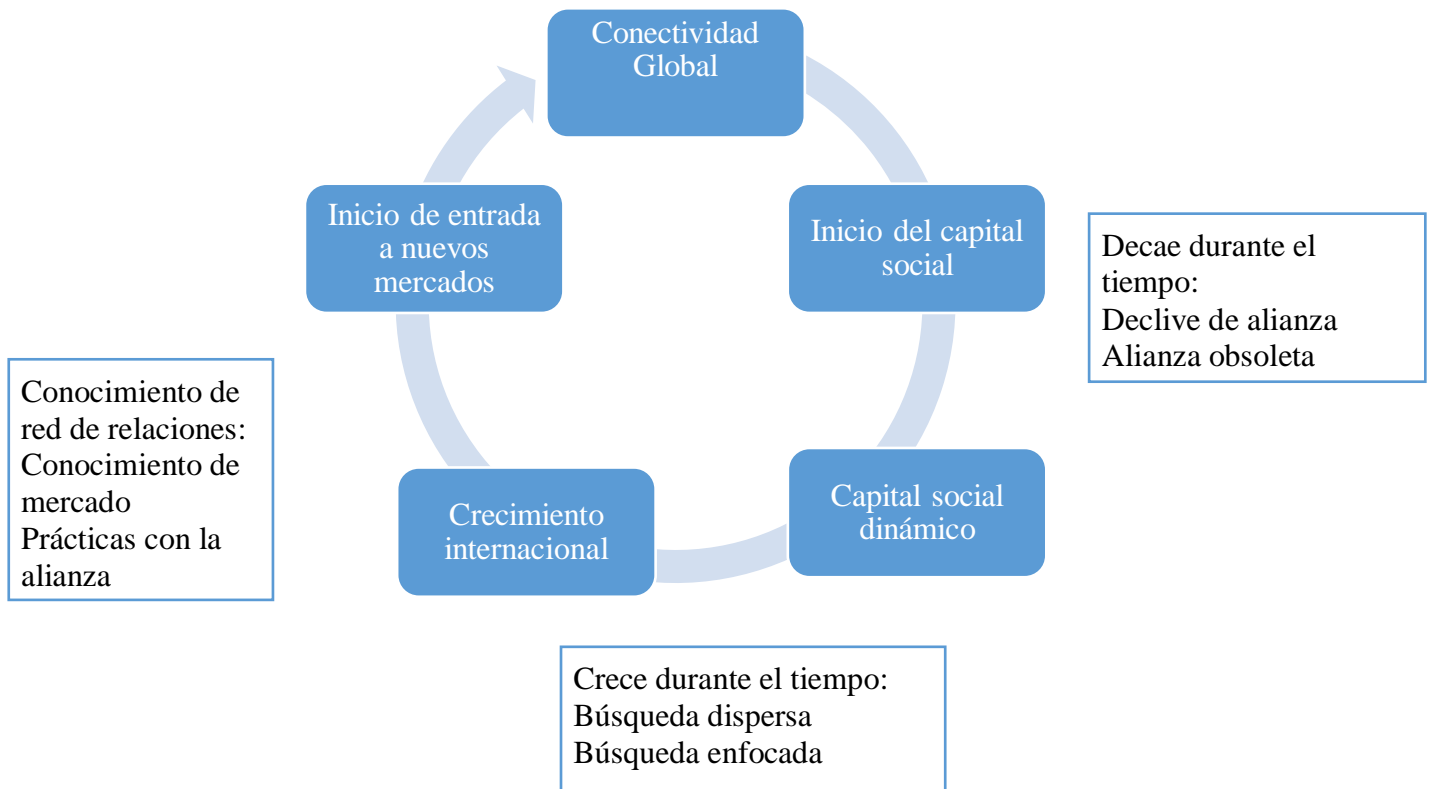 Conectividad
Global
Inicio de entrada
a nuevos
mercados
Inicio del capital
social
Decae durante el
tiempo:
Declive de alianza
Alianza obsoleta
Conocimiento de
red de relaciones:
Conocimiento de
mercado
Prácticas con la
alianza
Crecimiento
internacional
Capital social
dinámico
Crece durante el tiempo:
Búsqueda dispersa
Búsqueda enfocada